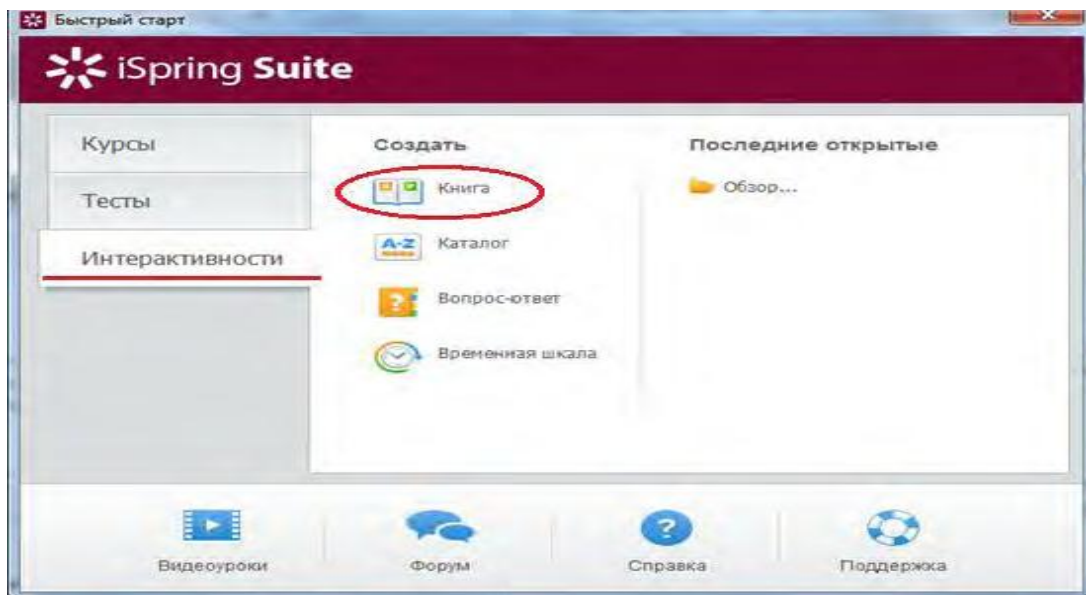 Быстрый старт
iSpring Suite
Курсы
Тесты
Интерактивности
Создать
Книга
A-Z
Каталог
Вопрос-ответ
Временная шкала
Последние открытые
Обзор...
Видеоуроки
Форум
Справка
Поддержка